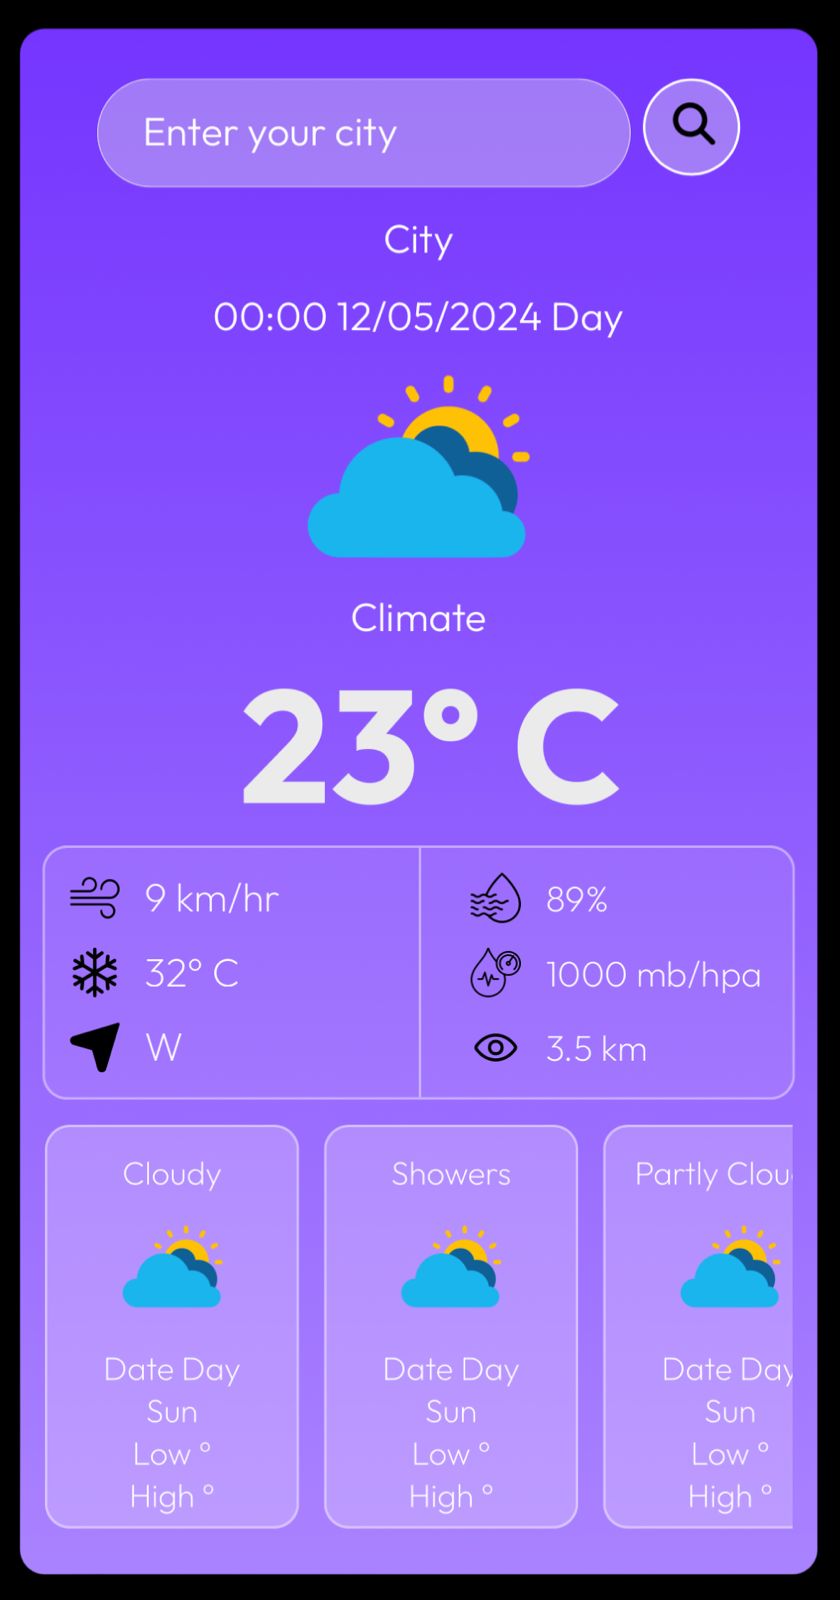 Enter your city
City
00:00 12/05/2024 Day
Climate
23° C
9 km/hr
89%
32° C
1000 mb/hpa
W
3.5 km
Cloudy
Showers
Partly Clou
Date Day
Sun
Low °
High °
Date Day
Sun
Low °
High °
Date Day
Sun
Low °
High °